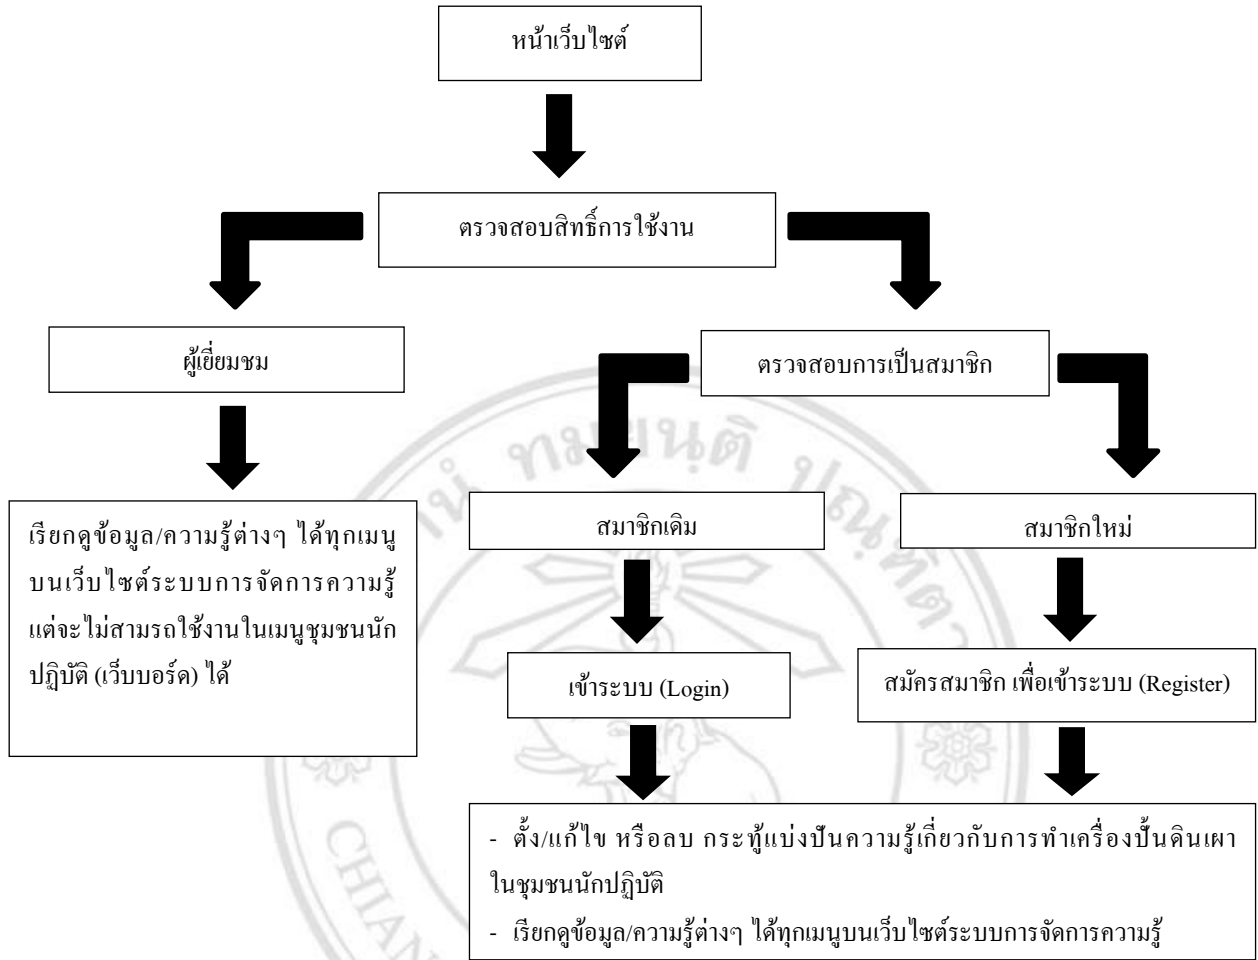 หน้าเว็บไซต์
ตรวจสอบสิทธิ์การใช้งาน
ผู้เยี่ยมชม
ตรวจสอบการเป็นสมาชิก
เรียกดูข้อมูล/ความรู้ต่างๆ ได้ทุกเมนู
บนเว็บไซต์ระบบการจัดการความรู้
แต่จะไม่สามรถใช้งานในเมนูชุมชนนัก
ปฏิบัติ (เว็บบอร์ด) ได้
สมาชิกเดิม
สมาชิกใหม่
เข้าระบบ (Login)
สมัครสมาชิก เพื่อเข้าระบบ (Register)
- ตั้ง/แก้ไข หรือลบ กระทู้แบ่งปันความรู้เกี่ยวกับการทำเครื่องปั้นดินเผา
ในชุมชนนักปฏิบัติ
- เรียกดูข้อมูล/ความรู้ต่างๆ ได้ทุกเมนูบนเว็บไซต์ระบบการจัดการความรู้
ทมยนฺติ ปณฺฑิตา
CHIAN